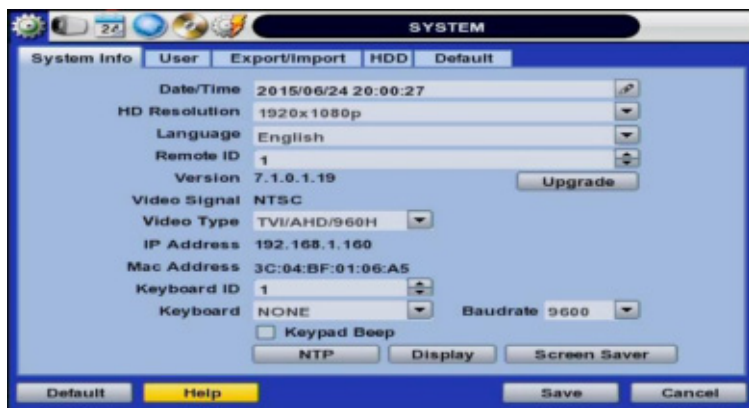 24
SYSTEM
System Info User Export/Import HDD Default
Date/Time 2015/06/24 20:00:27
HD Resolution 1920x1080p
Language English
Remote ID 1
Version 7.1.0.1.19 Upgrade
Video Signal NTSC
Video Type TVI/AHD/960H
IP Address 192.168.1.160
Mac Address 3C:04:BF:01:06:A5
Keyboard ID 1
Keyboard NONE Baudrate 9600
Keypad Beep
NTP Display Screen Saver
Default Help Save Cancel